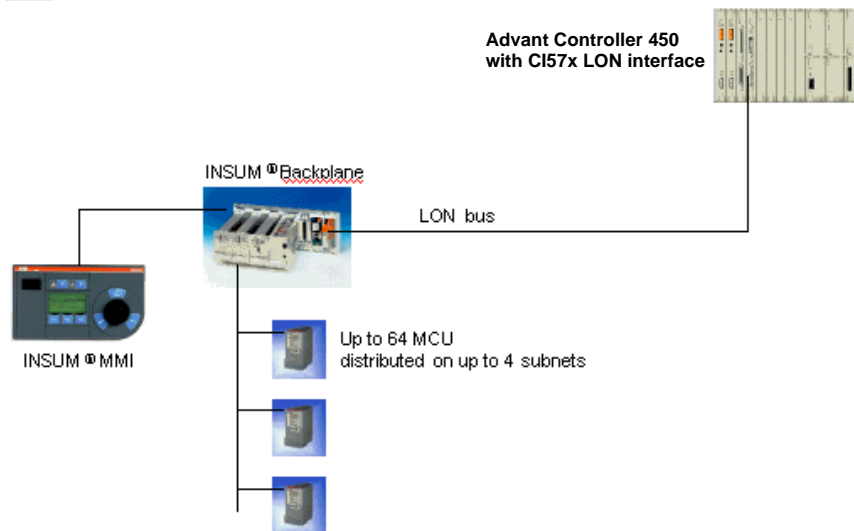 Advant Controller 450
with CI57x LON interface
INSUM ® Backplane
LON bus
INSUM ® MMI
Up to 64 MCU
distributed on up to 4 subnets